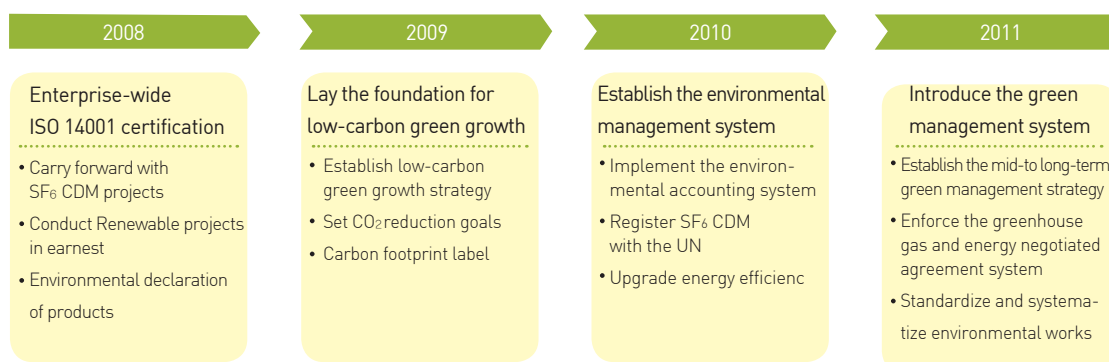 2008
Enterprise-wide
ISO 14001 certification
• Carry forward with
SF6 CDM projects
• Conduct Renewable projects
in earnest
• Environmental declaration
of products
2009
Lay the foundation for
low-carbon green growth
• Establish low-carbon
green growth strategy
• Set CO2 reduction goals
• Carbon footprint label
2010
Establish the environmental
management system
• Implement the environ-
mental accounting system
• Register SF6 CDM
with the UN
• Upgrade energy efficienc
2011
Introduce the green
management system
• Establish the mid-to long-term
green management strategy
• Enforce the greenhouse
gas and energy negotiated
agreement system
• Standardize and systema-
tize environmental works